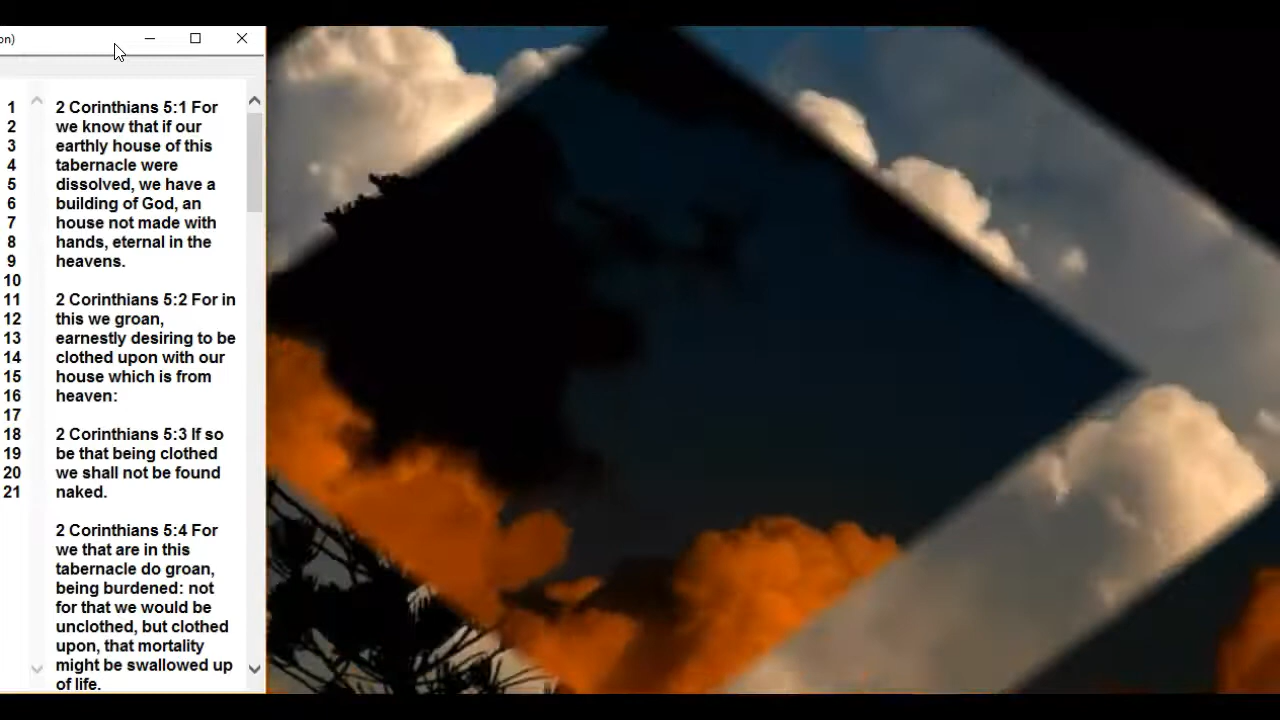 on)
1
2
3
4
5
6
7
8
9
10
11
12
13
14
15
16
17
18
19
20
21
2 Corinthians 5:1 For
we know that if our
earthly house of this
tabernacle were
dissolved, we have a
building of God, an
house not made with
hands, eternal in the
heavens.
2 Corinthians 5:2 For in
this we groan,
earnestly desiring to be
clothed upon with our
house which is from
heaven:
2 Corinthians 5:3 If so
be that being clothed
we shall not be found
naked.
2 Corinthians 5:4 For
we that are in this
tabernacle do groan,
being burdened: not
for that we would be
unclothed, but clothed
upon, that mortality
might be swallowed up
of life.